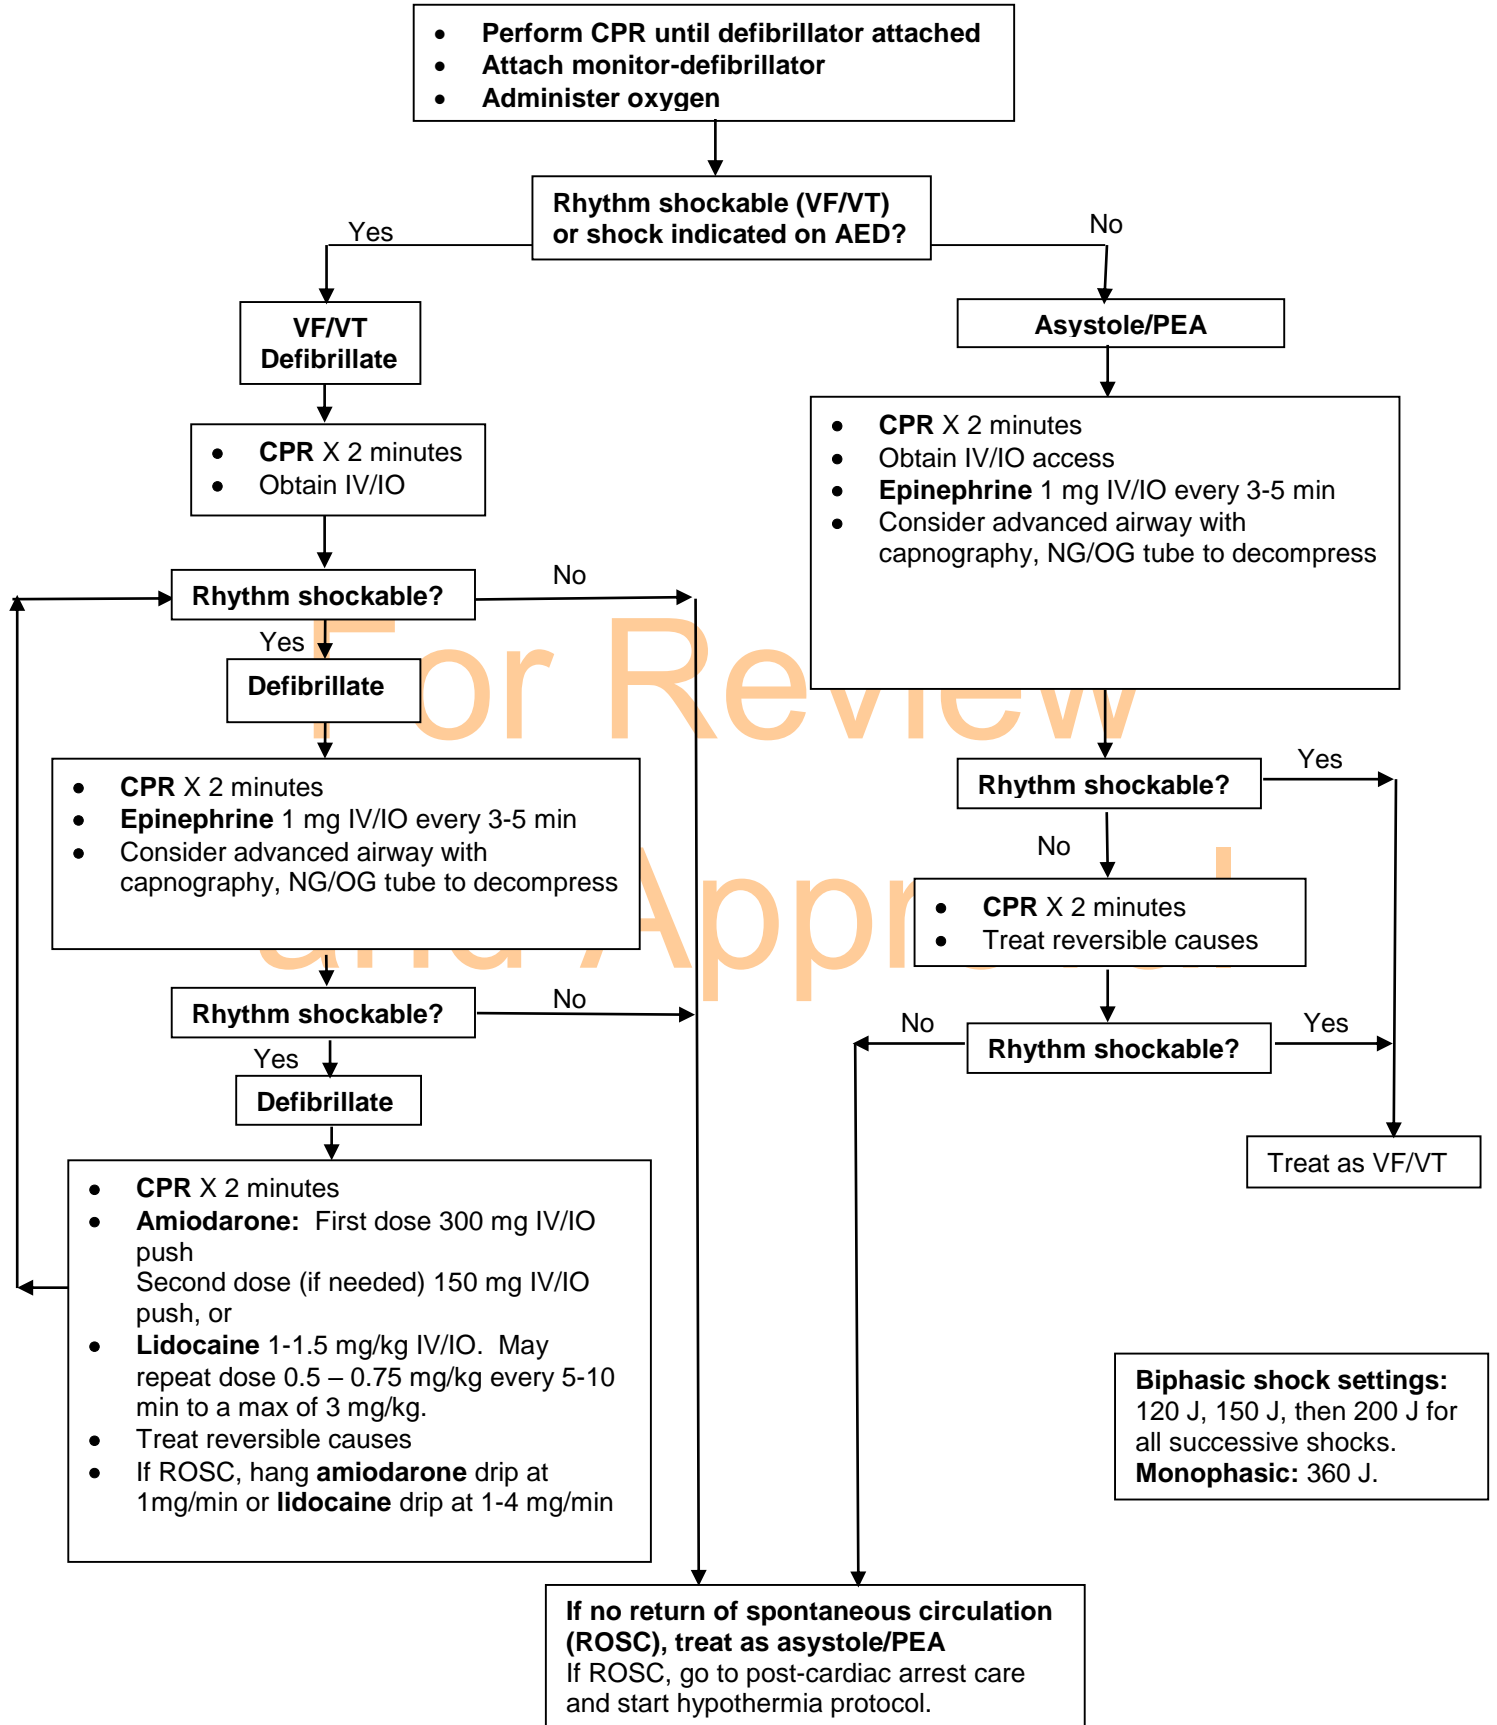 • Perform CPR until defibrillator attached
• Attach monitor-defibrillator
• Administer oxygen
Rhythm shockable (VF/VT)
or shock indicated on AED?
Yes
No
VF/VT
Defibrillate
• CPR X 2 minutes
• Obtain IV/IO
Rhythm shockable?
No
Yes
Defibrillate
• CPR X 2 minutes
• Epinephrine 1 mg IV/IO every 3-5 min
• Consider advanced airway with
capnography, NG/OG tube to decompress
Rhythm shockable?
No
Yes
Defibrillate
• CPR X 2 minutes
• Amiodarone: First dose 300 mg IV/IO
push
Second dose (if needed) 150 mg IV/IO
push, or
• Lidocaine 1-1.5 mg/kg IV/IO. May
repeat dose 0.5 – 0.75 mg/kg every 5-10
min to a max of 3 mg/kg.
• Treat reversible causes
• If ROSC, hang amiodarone drip at
1mg/min or lidocaine drip at 1-4 mg/min
Asystole/PEA
• CPR X 2 minutes
• Obtain IV/IO access
• Epinephrine 1 mg IV/IO every 3-5 min
• Consider advanced airway with
capnography, NG/OG tube to decompress
Rhythm shockable?
Yes
No
• CPR X 2 minutes
• Treat reversible causes
Rhythm shockable?
No
Yes
Treat as VF/VT
Biphasic shock settings:
120 J, 150 J, then 200 J for
all successive shocks.
Monophasic: 360 J.
If no return of spontaneous circulation
(ROSC), treat as asystole/PEA
If ROSC, go to post-cardiac arrest care
and start hypothermia protocol.
For Review
and